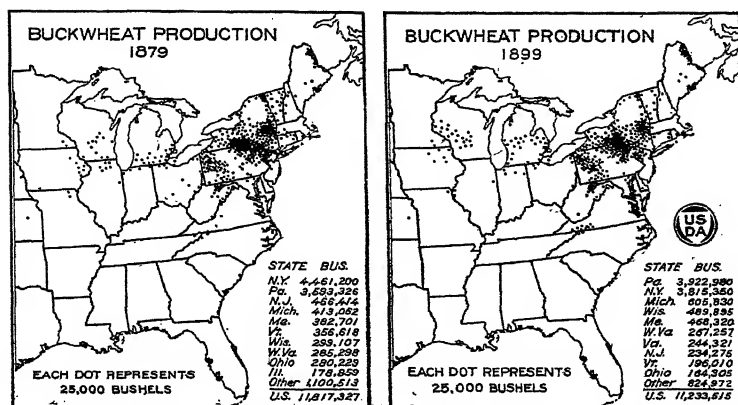 BUCKWHEAT PRODUCTION
1879
STATE BUS.
N.Y. 4,461,200
Pa. 3,593,326
N.J. 466,414
Mich. 413,062
Me. 382,701
Vt. 356,618
Wis. 299,107
W.Va. 285,298
Ohio 280,229
Ill. 178,859
Other 1,100,513
U.S. 11,817,327
EACH DOT REPRESENTS
25,000 BUSHELS
BUCKWHEAT PRODUCTION
1899
US
DA
STATE BUS.
Pa. 3,922,980
N.Y. 3,815,350
Mich. 605,830
Wis. 489,895
Me. 468,320
W.Va 267,257
Va. 244,321
N.J. 234,275
Vt. 196,010
Ohio 164,305
Other 824,972
U.S. 11,233,515
EACH DOT REPRESENTS
25,000 BUSHELS